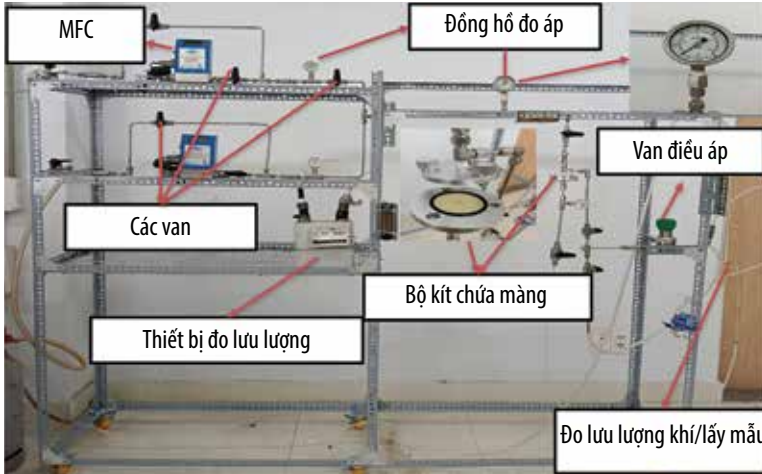 MFC
Đồng hồ đo áp
Van điều áp
Các van
Bộ kít chứa màng
Thiết bị đo lưu lượng
Đo lưu lượng khí/lấy mẫu